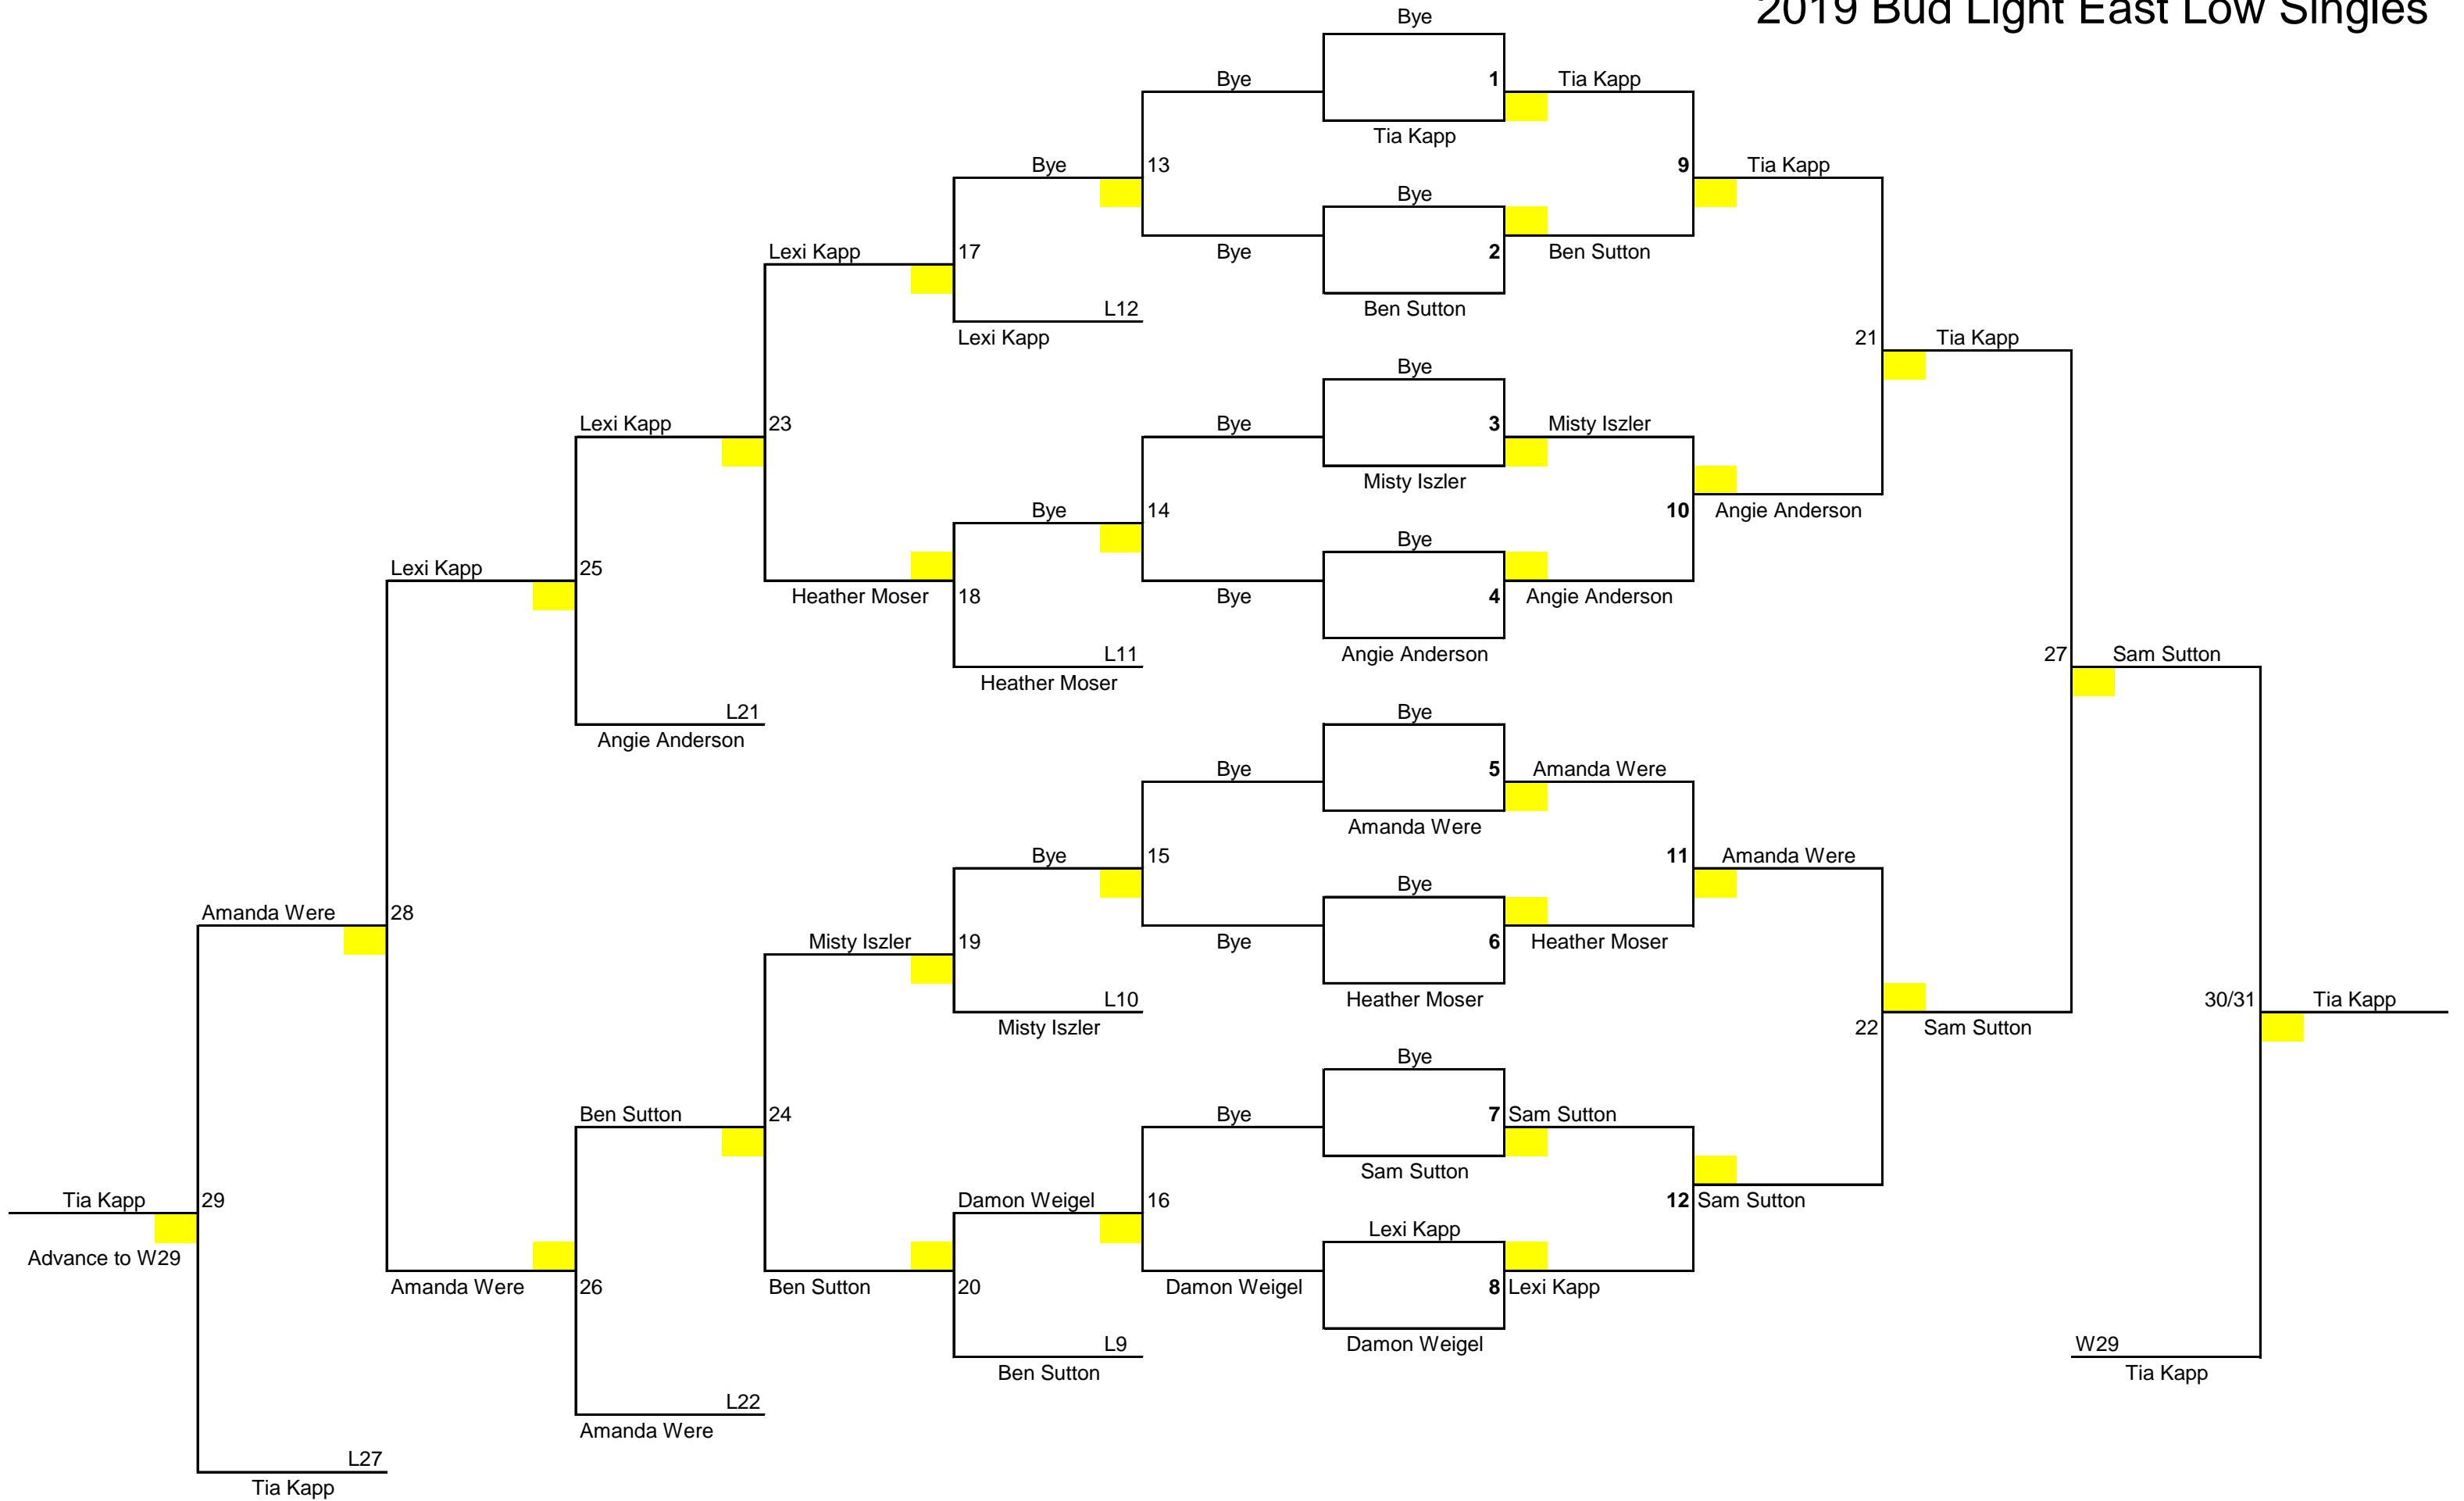 2019 Bud Light East Low Singles
Bye
Bye 1 Tia Kapp
Tia Kapp
Bye 13 9 Tia Kapp
Bye
Lexi Kapp 17 Bye 2 Ben Sutton
L12 Ben Sutton
Lexi Kapp 21 Tia Kapp
Bye
Lexi Kapp 23 Bye 3 Misty Iszler
Misty Iszler
Bye 14 10 Angie Anderson
Bye
Lexi Kapp 25
Heather Moser 18 Bye 4 Angie Anderson
L11 Angie Anderson 27 Sam Sutton
Heather Moser
L21 Bye
Angie Anderson
Bye 5 Amanda Were
Amanda Were
Bye 15 11 Amanda Were
Bye
Amanda Were 28
Misty Iszler 19 Bye 6 Heather Moser
L10 Heather Moser 30/31 Tia Kapp
Misty Iszler 22 Sam Sutton
Bye
Ben Sutton 24 Bye 7 Sam Sutton
Sam Sutton
Tia Kapp 29 Damon Weigel 16 12 Sam Sutton
Lexi Kapp
Advance to W29
Amanda Were 26 Ben Sutton 20 Damon Weigel 8 Lexi Kapp
L9 Damon Weigel W29
Ben Sutton Tia Kapp
L22
Amanda Were
L27
Tia Kapp